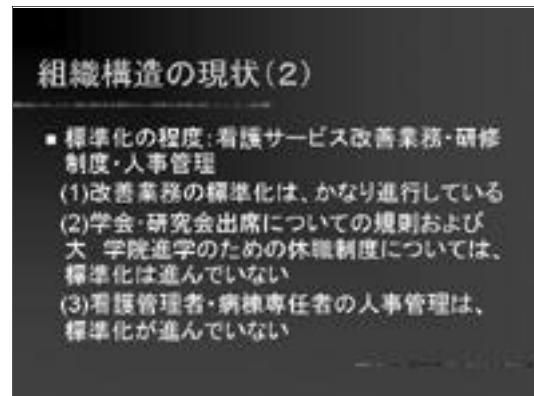 組織構造の現状(2)
■ 標準化の程度:看護サービス改善業務・研修
制度・人事管理
(1)改善業務の標準化は、かなり進行している
(2)学会・研究会出席についての規則および
大 学院進学のための休職制度については、
標準化は進んでいない
(3)看護管理者・病棟専任者の人事管理は、
標準化が進んでいない